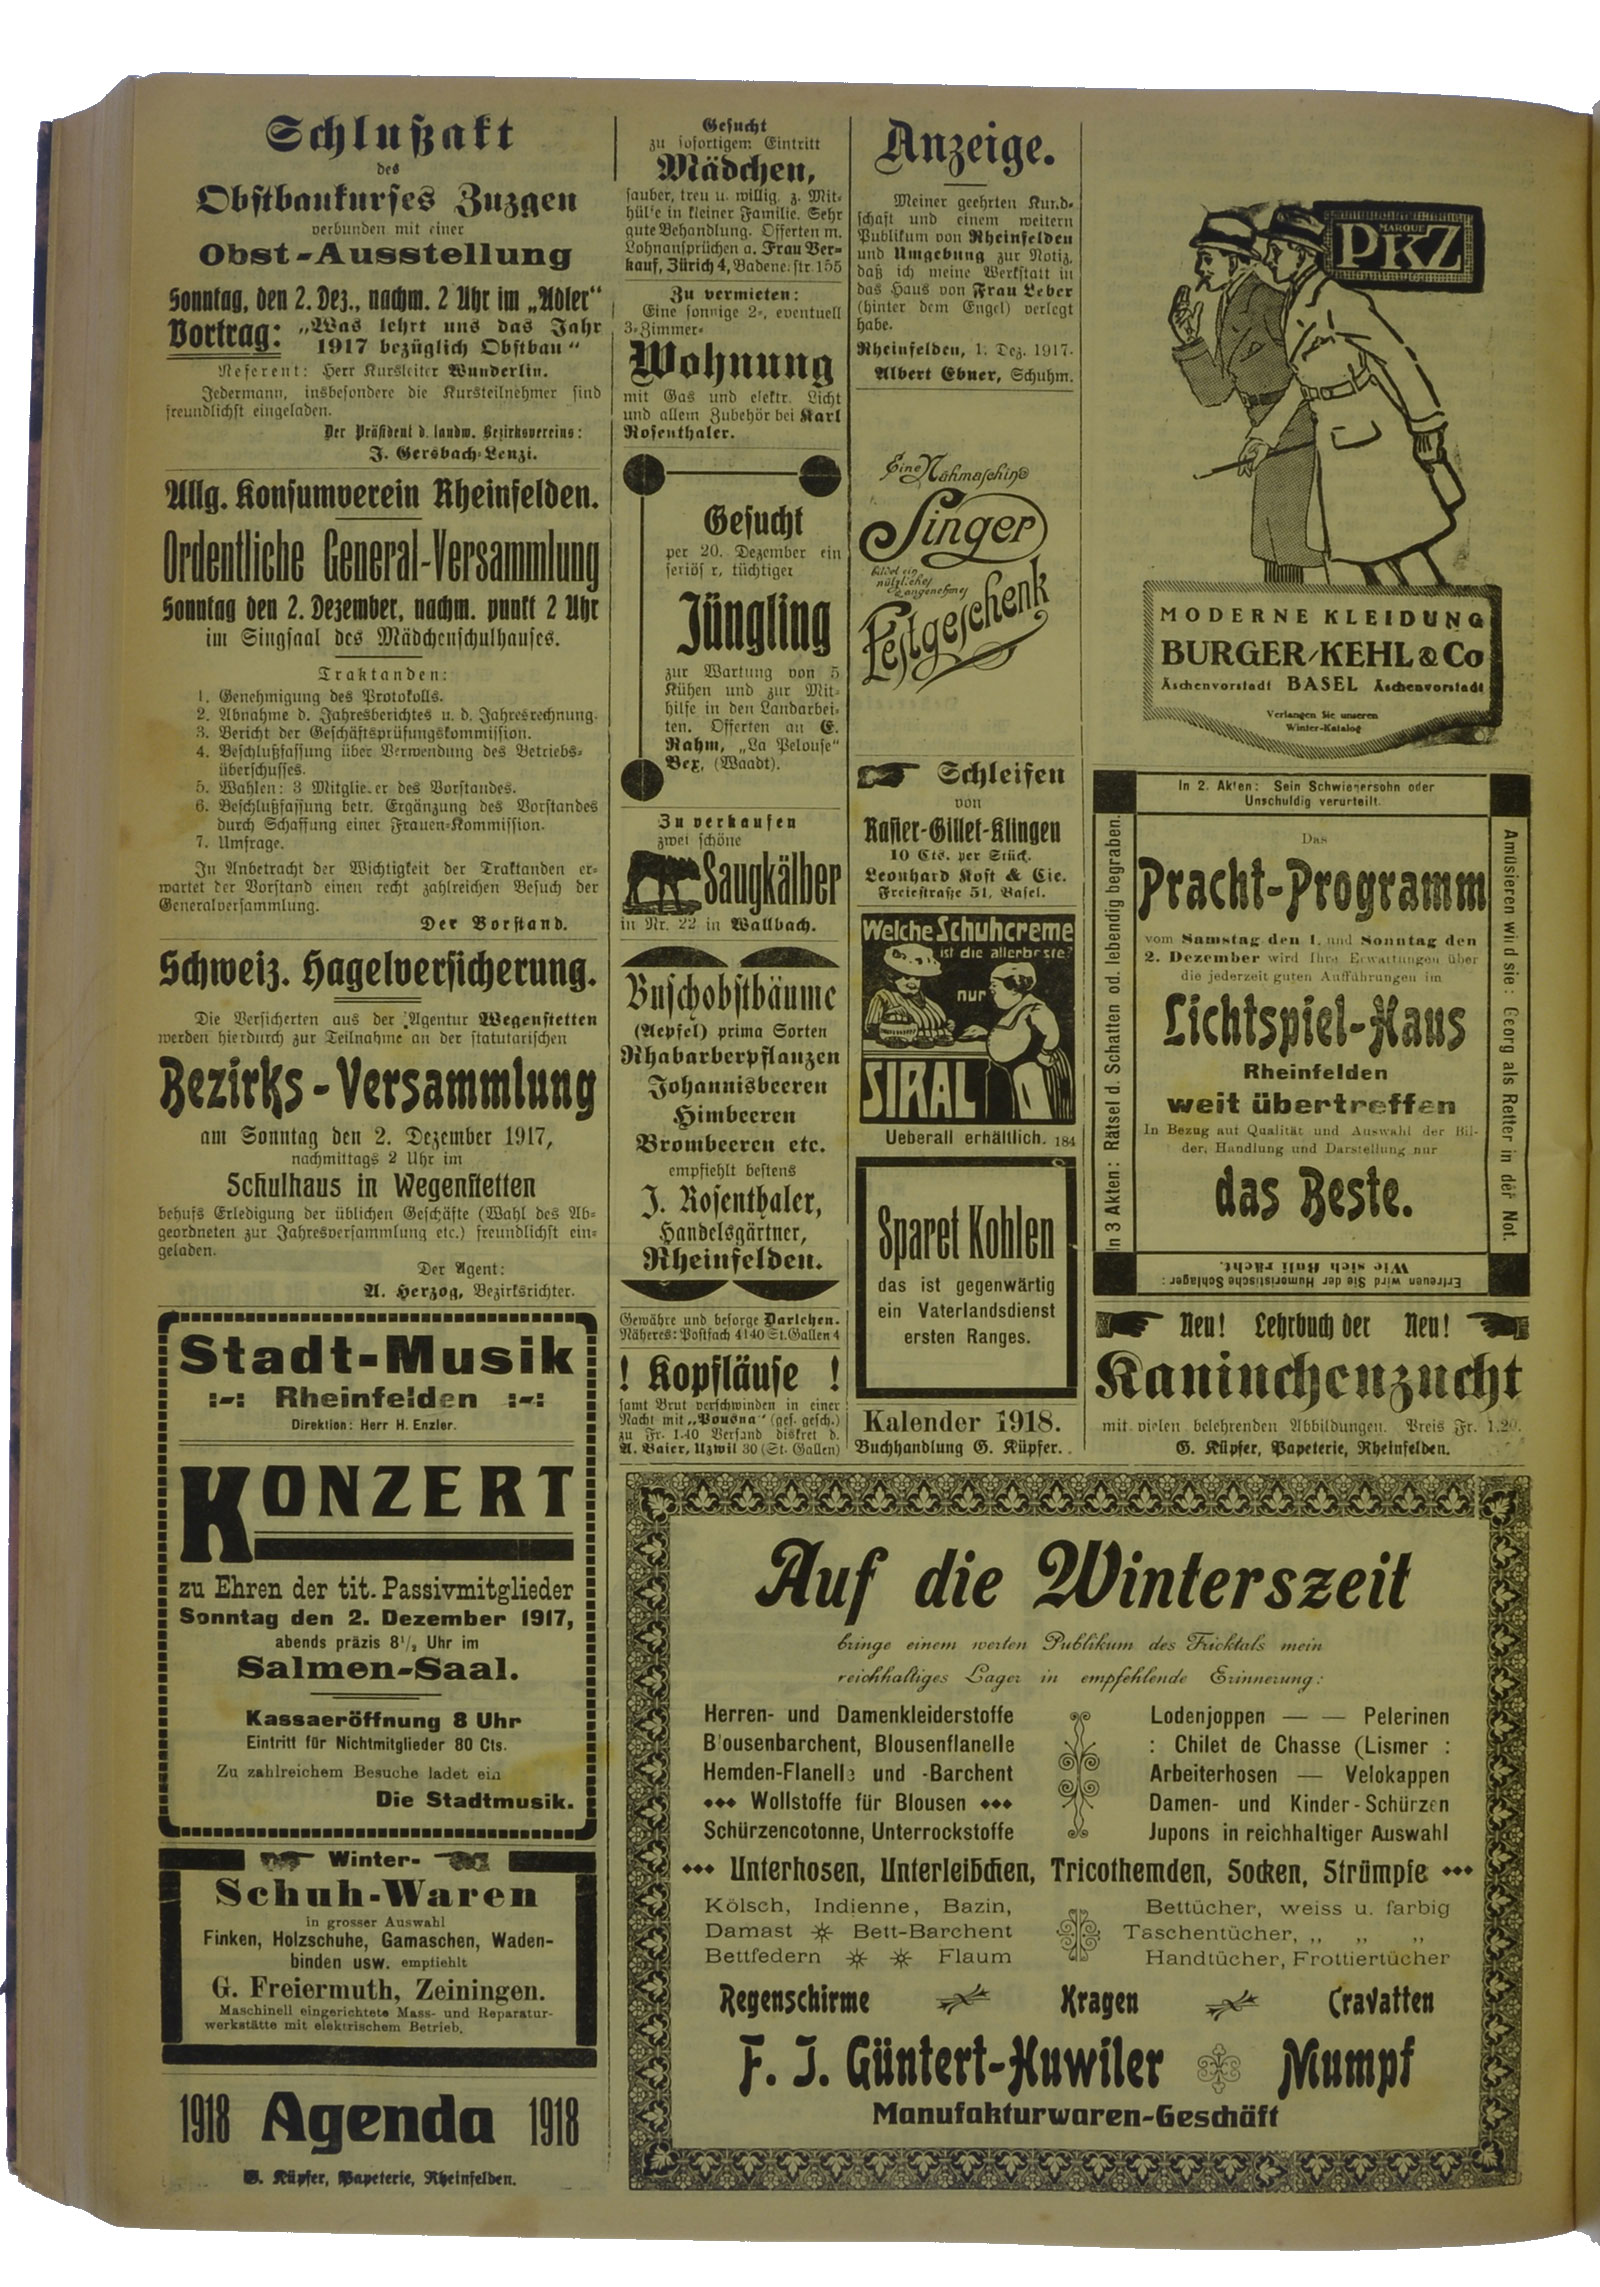 Schlußakt
des
Obstbaukurses Zuzgen
verbunden mit einer
Obst-Ausstellung
Sonntag, den 2. Dez., nachm. 2 Uhr im „Adler“
Vortrag: „Was lehrt uns das Jahr
1917 bezüglich Obstbau“
Referent: Herr Kursleiter Wunderlin.
Jedermann, insbesondere die Kursteilnehmer sind
freundlichst eingeladen.
Der Präsident d. landw. Bezirksvereins:
J. Gersbach-Lenzi.
Allg. Konsumverein Rheinfelden.
Ordentliche General-Versammlung
Sonntag den 2. Dezember, nachm. punkt 2 Uhr
im Singsaal des Mädchenschulhauses.
Traktanden:
1. Genehmigung des Protokolls.
2. Abnahme d. Jahresberichtes u. d. Jahresrechnung.
3. Bericht der Geschäftsprüfungskommission.
4. Beschlußfassung über Verwendung des Betriebs-
überschusses.
5. Wahlen: 3 Mitglieder des Vorstandes.
6. Beschlußfassung betr. Ergänzung des Vorstandes
durch Schaffung einer Frauen-Kommission.
7. Umfrage.
In Anbetracht der Wichtigkeit der Traktanden er-
wartet der Vorstand einen recht zahlreichen Besuch der
Generalversammlung.
Der Vorstand.
Schweiz. Hagelversicherung.
Die Versicherten aus der Agentur Wegenstetten
werden hierdurch zur Teilnahme an der statutarischen
Bezirks-Versammlung
am Sonntag den 2. Dezember 1917,
nachmittags 2 Uhr im
Schulhaus in Wegenstetten
behufs Erledigung der üblichen Geschäfte (Wahl des Ab-
geordneten zur Jahresversammlung etc.) freundlichst ein-
geladen.
Der Agent:
A. Herzog, Bezirksrichter.
Stadt-Musik
:-: Rheinfelden :-:
Direktion: Herr H. Enzler.
KONZERT
zu Ehren der tit. Passivmitglieder
Sonntag den 2. Dezember 1917,
abends präzis 8½ Uhr im
Salmen-Saal.
Kassaeröffnung 8 Uhr
Eintritt für Nichtmitglieder 80 Cts.
Zu zahlreichem Besuche ladet ein
Die Stadtmusik.
Winter-
Schuh-Waren
in grosser Auswahl
Finken, Holzschuhe, Gamaschen, Waden-
binden usw. empfiehlt
G. Freiermuth, Zeiningen.
Maschinell eingerichtete Mass- und Reparatur-
werkstätte mit elektrischem Betrieb.
1918 Agenda 1918
G. Küpfer, Papeterie, Rheinfelden.
Gesucht
zu sofortigem Eintritt
Mädchen,
sauber, treu u. willig, z. Mit-
hülfe in kleiner Familie. Sehr
gute Behandlung. Offerten m.
Lohnansprüchen a. Frau Ver-
kauf, Zürich 4, Badenerstr. 155
Zu vermieten:
Eine sonnige 2-, eventuell
3-Zimmer-
Wohnung
mit Gas und elektr. Licht
und allem Zubehör bei Karl
Rosenthaler.
Gesucht
per 20. Dezember ein
seriöser, tüchtiger
Jüngling
zur Wartung von 5
Kühen und zur Mit-
hilfe in den Landarbei-
ten. Offerten an E.
Rahm, „La Pelouse“
Bex, (Waadt).
Zu verkaufen
zwei schöne
Saugkälber
in Nr. 22 in Wallbach.
Buschobstbäume
(Aepfel) prima Sorten
Rhabarberpflanzen
Johannisbeeren
Himbeeren
Brombeeren etc.
empfiehlt bestens
J. Rosenthaler,
Handelsgärtner,
Rheinfelden.
Gewähre und besorge Darlehen.
Näheres: Postfach 4140 St. Gallen 4
! Kopfläuse !
samt Brut verschwinden in einer
Nacht mit „Pousna“ (ges. gesch.)
zu Fr. 1.40 Versand diskret d.
A. Baier, Uzwil 30 (St. Gallen)
Anzeige.
Meiner geehrten Kund-
schaft und einem weitern
Publikum von Rheinfelden
und Umgebung zur Notiz,
daß ich meine Werkstatt in
das Haus von Frau Leber
(hinter dem Engel) verlegt
habe.
Rheinfelden, 1. Dez. 1917.
Albert Ebner, Schuhm.
Eine Nähmaschine
Singer
bildet ein
nützliches
& angenehmes
Festgeschenk
Schleifen
von
Rasier-Gillet-Klingen
10 Cts. per Stück.
Leonhard Kost & Cie.
Freiestraße 51, Basel.
Welche Schuhcreme
ist die allerbeste?
nur
SIRAL
Ueberall erhältlich. 184
Sparet Kohlen
das ist gegenwärtig
ein Vaterlandsdienst
ersten Ranges.
Kalender 1918.
Buchhandlung G. Küpfer.
MARQUE
PKZ
MODERNE KLEIDUNG
BURGER-KEHL & Co
Äschenvorstadt BASEL Äschenvorstadt
Verlangen Sie unseren
Winter-Katalog
In 2. Akten: Sein Schwiegersohn oder
Unschuldig verurteilt.
In 3 Akten: Rätsel d. Schatten od. lebendig begraben.
Das
Pracht-Programm
vom Samstag den 1. und Sonntag den
2. Dezember wird Ihre Erwartungen über
die jederzeit guten Aufführungen im
Lichtspiel-Haus
Rheinfelden
weit übertreffen
In Bezug auf Qualität und Auswahl der Bil-
der, Handlung und Darstellung nur
das Beste.
Amüsieren wird sie: Georg als Retter in der Not.
Erfreuen wird Sie der Humoristische Schlager:
Wie sich Ruli rächt.
Neu! Lehrbuch der Neu!
Kaninchenzucht
mit vielen belehrenden Abbildungen. Preis Fr. 1.20.
G. Küpfer, Papeterie, Rheinfelden.
Auf die Winterszeit
bringe einem werten Publikum des Fricktals mein
reichhaltiges Lager in empfehlende Erinnerung:
Herren- und Damenkleiderstoffe
Blousenbarchent, Blousenflanelle
Hemden-Flanelle und -Barchent
Wollstoffe für Blousen
Schürzencotonne, Unterrockstoffe
Lodenjoppen — — Pelerinen
: Chilet de Chasse (Lismer :
Arbeiterhosen — Velokappen
Damen- und Kinder-Schürzen
Jupons in reichhaltiger Auswahl
Unterhosen, Unterleibchen, Tricothemden, Socken, Strümpfe
Kölsch, Indienne, Bazin,
Damast Bett-Barchent
Bettfedern Flaum
Bettücher, weiss u. farbig
Taschentücher, „ „ „
Handtücher, Frottiertücher
Regenschirme Kragen Cravatten
F. J. Güntert-Huwiler Mumpf
Manufakturwaren-Geschäft